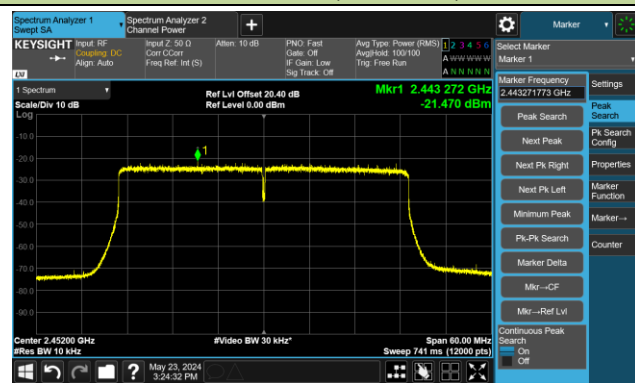 Spectrum Analyzer 1
Swept SA
Spectrum Analyzer 2
Channel Power
Marker
KEYSIGHT
Input: RF
Coupling: DC
Align: Auto
Input Z: 50 Ω
Corr CCorr
Freq Ref: Int (S)
Atten: 10 dB
PNO: Fast
Gate: Off
IF Gain: Low
Sig Track: Off
Avg Type: Power (RMS)
Avg|Hold: 100/100
Trig: Free Run
1 2 3 4 5 6
A W W W W W
A N N N N N
LXI
Select Marker
Marker 1
1 Spectrum
Scale/Div 10 dB
Log
Ref Lvl Offset 20.40 dB
Ref Level 0.00 dBm
Mkr1 2.443 272 GHz
-21.470 dBm
-10.0
-20.0
-30.0
-40.0
-50.0
-60.0
-70.0
-80.0
-90.0
1
Center 2.45200 GHz
#Res BW 10 kHz
#Video BW 30 kHz*
Span 60.00 MHz
Sweep 741 ms (12000 pts)
Marker Frequency
2.443271773 GHz
Peak Search
Next Peak
Next Pk Right
Next Pk Left
Minimum Peak
Pk-Pk Search
Marker Delta
Mkr→CF
Mkr→Ref Lvl
Continuous Peak
Search
On
Off
Settings
Peak
Search
Pk Search
Config
Properties
Marker
Function
Marker→
Counter
?
May 23, 2024
3:24:32 PM